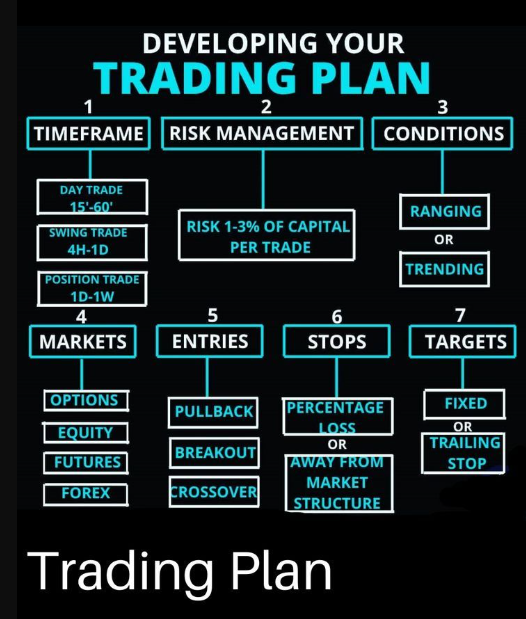 DEVELOPING YOUR
TRADING PLAN
1
2
3
TIMEFRAME
RISK MANAGEMENT
CONDITIONS
DAY TRADE
15'-60'
SWING TRADE
4H-1D
POSITION TRADE
1D-1W
RISK 1-3% OF CAPITAL
PER TRADE
RANGING
OR
TRENDING
4
5
6
7
MARKETS
ENTRIES
STOPS
TARGETS
OPTIONS
EQUITY
FUTURES
FOREX
PULLBACK
BREAKOUT
CROSSOVER
PERCENTAGE
LOSS
OR
AWAY FROM
MARKET
STRUCTURE
FIXED
OR
TRAILING
STOP
Trading Plan